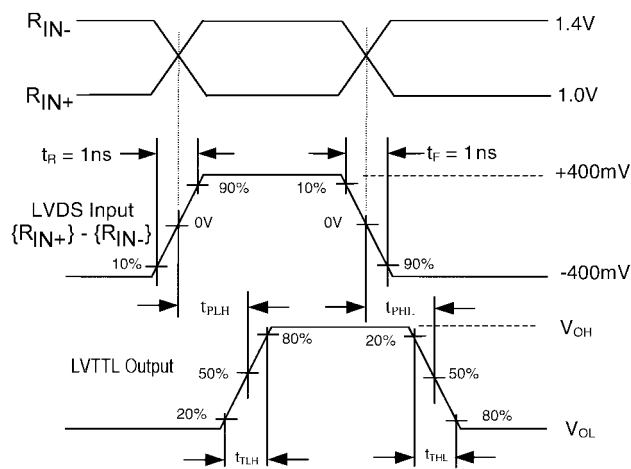 RIN-
1.4V
RIN+
1.0V
tR = 1ns
tF = 1ns
+400mV
90%
10%
LVDS Input
0V
0V
{RIN+} - {RIN-}
10%
90%
-400mV
tPLH
tPHL
VOH
80%
20%
LVTTL Output
50%
50%
20%
80%
VOL
tTLH
tTHL